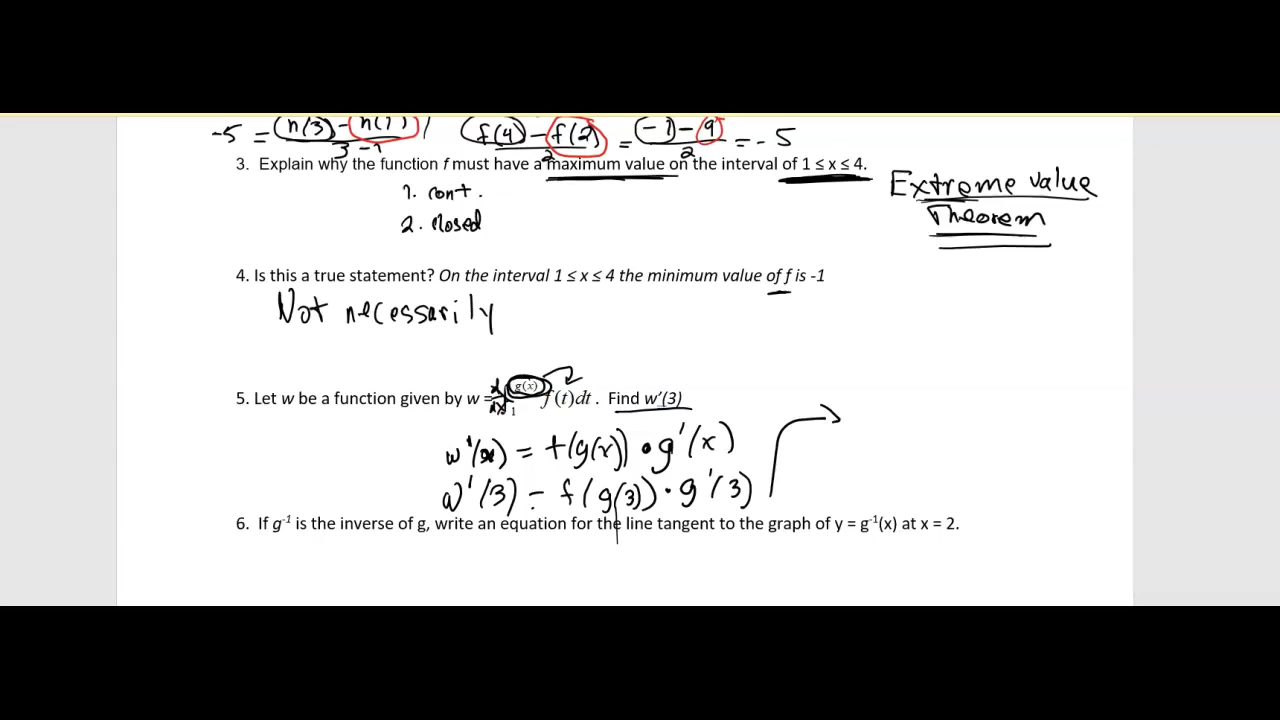 -5 = (h(3) - h(1)) / 3 - 1 f(4) - f(2) / 2 = (-1) - 9 / 2 = - 5
3. Explain why the function f must have a maximum value on the interval of 1 ≤ x ≤ 4.
Extreme value
Theorem
1. cont.
2. closed
4. Is this a true statement? On the interval 1 ≤ x ≤ 4 the minimum value of f is -1
Not necessarily
5. Let w be a function given by w = d/dx ∫₁^g(x) f(t)dt. Find w'(3)
w'(x) = f(g(x)) • g'(x)
w'(3) = f(g(3)) • g'(3)
6. If g⁻¹ is the inverse of g, write an equation for the line tangent to the graph of y = g⁻¹(x) at x = 2.